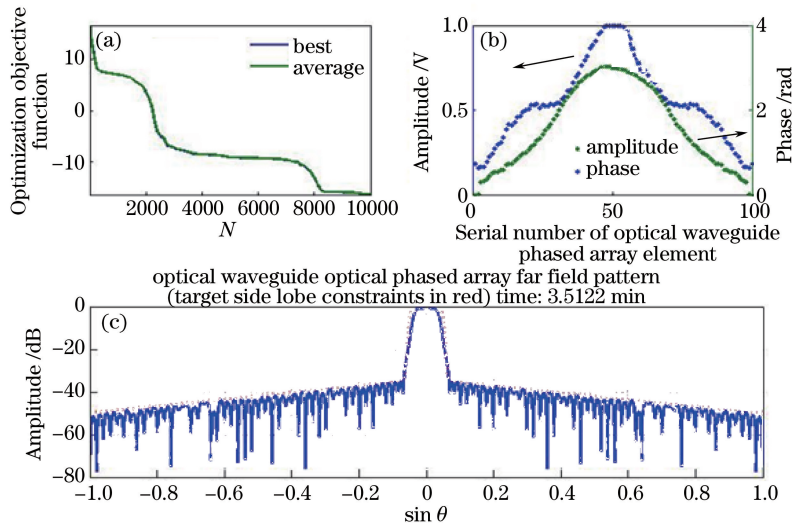 (a)
best
average
10
0
−10
2000 4000 6000 8000 10000
N
Optimization objective
function
(b)
1.0
0.5
0
4
2
0
amplitude
phase
0 50 100
Amplitude /V
Phase /rad
Serial number of optical waveguide
phased array element
optical waveguide optical phased array far field pattern
(target side lobe constraints in red) time: 3.5122 min
(c)
0
−20
−40
−60
−80
−1.0 −0.8 −0.6 −0.4 −0.2 0 0.2 0.4 0.6 0.8 1.0
Amplitude /dB
sin θ